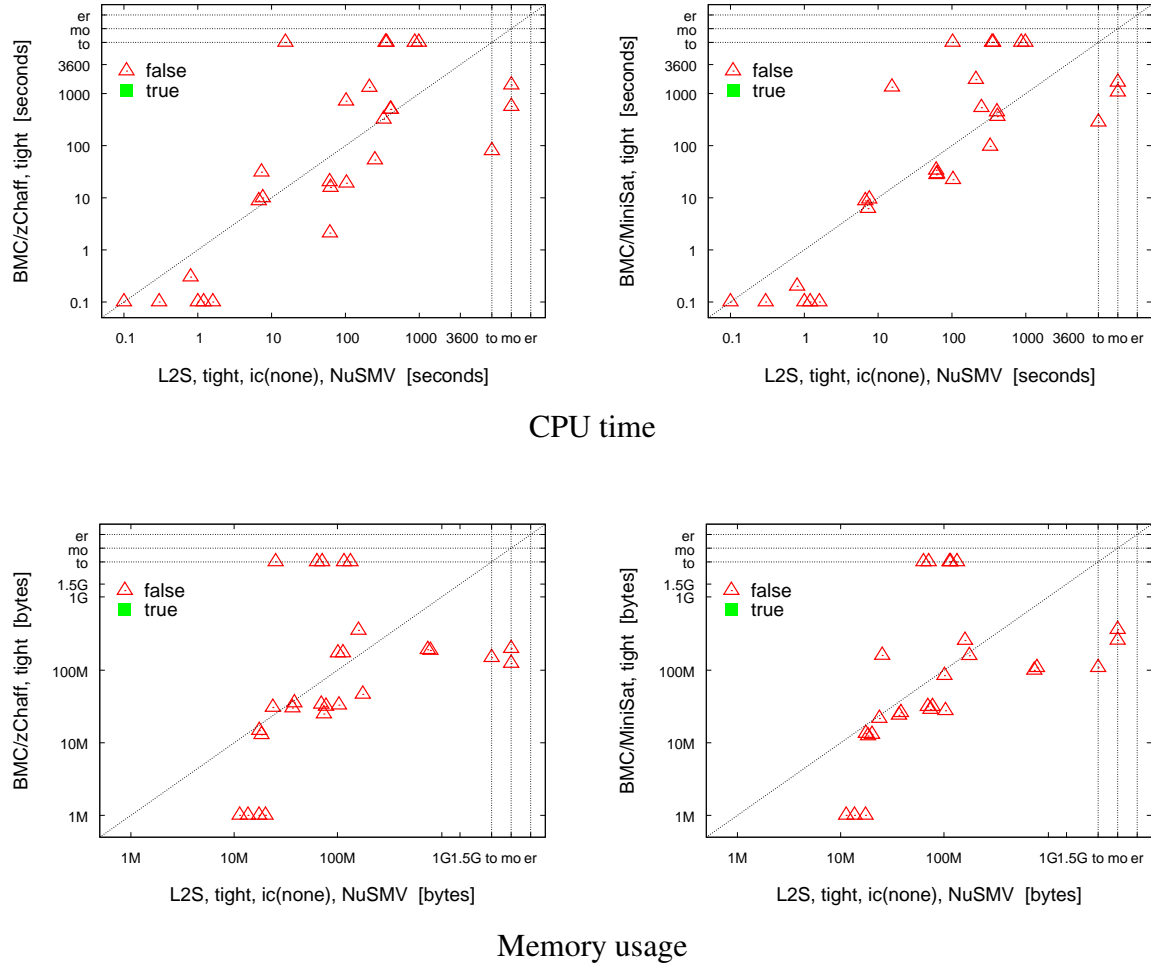 er
mo
to
3600
1000
100
10
1
0.1
BMC/zChaff, tight [seconds]
false
true
0.1 1 10 100 1000 3600 to mo er
L2S, tight, ic(none), NuSMV [seconds]
er
mo
to
3600
1000
100
10
1
0.1
BMC/MiniSat, tight [seconds]
false
true
0.1 1 10 100 1000 3600 to mo er
L2S, tight, ic(none), NuSMV [seconds]
CPU time
er
mo
to
1.5G
1G
100M
10M
1M
BMC/zChaff, tight [bytes]
false
true
1M 10M 100M 1G1.5G to mo er
L2S, tight, ic(none), NuSMV [bytes]
er
mo
to
1.5G
1G
100M
10M
1M
BMC/MiniSat, tight [bytes]
false
true
1M 10M 100M 1G1.5G to mo er
L2S, tight, ic(none), NuSMV [bytes]
Memory usage